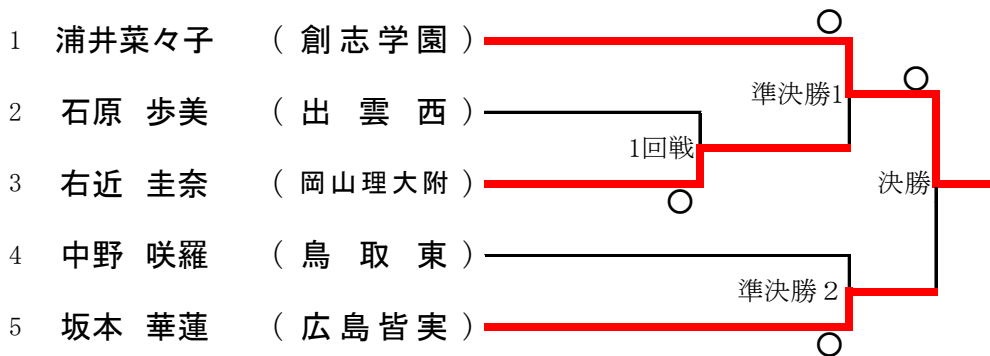 1 浦井菜々子 ( 創志学園 )
準決勝1
2 石原 歩美 ( 出 雲 西 )
1回戦
3 右近 圭奈 ( 岡山理大附 )
決勝
4 中野 咲羅 ( 鳥 取 東 )
準決勝２
5 坂本 華蓮 ( 広島皆実 )